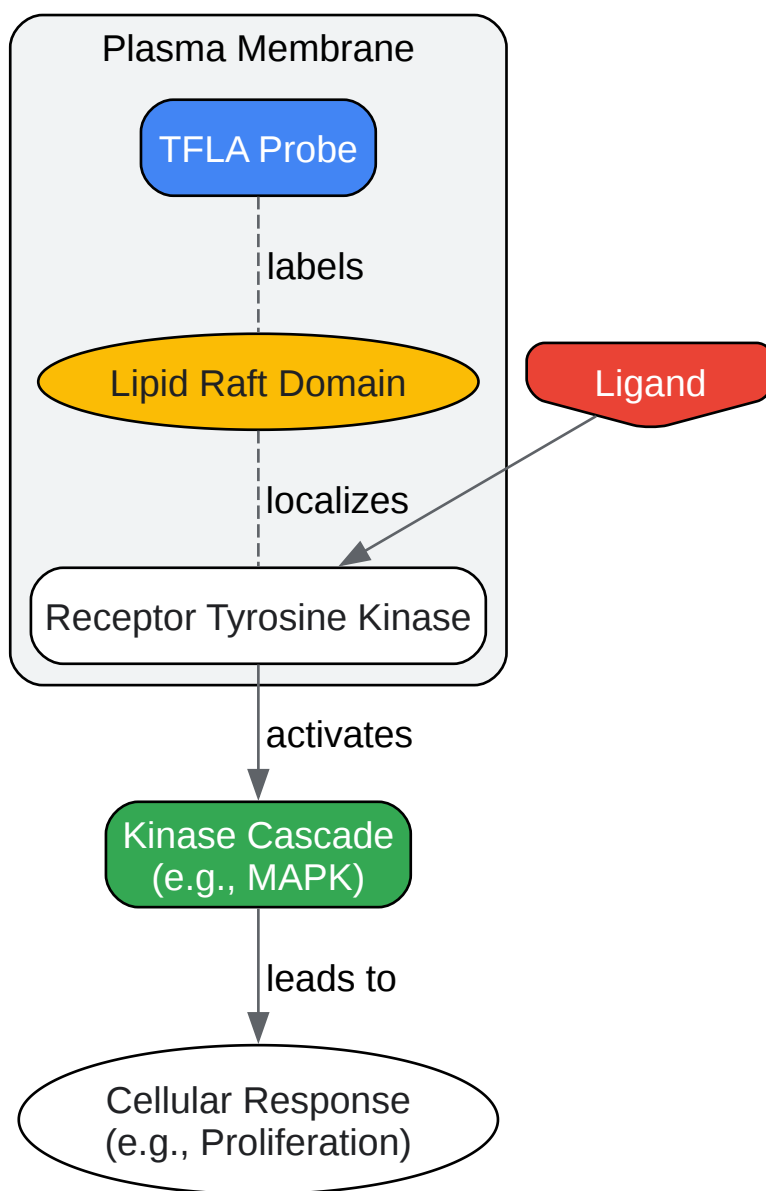 Plasma Membrane
TFLA Probe
labels
Lipid Raft Domain
Ligand
localizes
Receptor Tyrosine Kinase
activates
Kinase Cascade
(e.g., MAPK)
leads to
Cellular Response
(e.g., Proliferation)